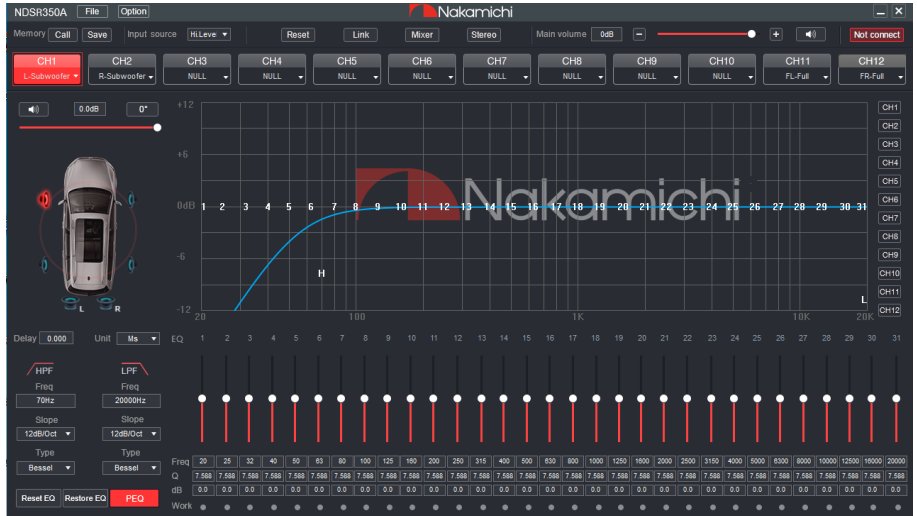 NDSR350A File Option Nakamichi
Memory Call Save Input source Hi.Level Reset Link Mixer Stereo Main volume 0dB Not connect
CH1 CH2 CH3 CH4 CH5 CH6 CH7 CH8 CH9 CH10 CH11 CH12
L-Subwoofer R-Subwoofer NULL NULL NULL NULL NULL NULL NULL NULL FL-Full FR-Full
0.0dB 0°
+12 CH1
CH2
CH3
+6 CH4
CH5
Nakamichi
CH6
0dB 1 2 3 4 5 6 7 8 9 10 11 12 13 14 15 16 17 18 19 20 21 22 23 24 25 26 27 28 29 30 31
CH7
CH8
-6 CH9
H CH10
CH11
L
L R -12 CH12
20 100 1K 10K 20K
Delay 0.000 Unit Ms EQ 1 2 3 4 5 6 7 8 9 10 11 12 13 14 15 16 17 18 19 20 21 22 23 24 25 26 27 28 29 30 31
HPF LPF
Freq Freq
70Hz 20000Hz
Slope Slope
12dB/Oct 12dB/Oct
Type Type
Bessel Bessel
Freq 20 25 32 40 50 63 80 100 125 160 200 250 315 400 500 630 800 1000 1250 1600 2000 2500 3150 4000 5000 6300 8000 10000 12500 16000 20000
Q 7.588 7.588 7.588 7.588 7.588 7.588 7.588 7.588 7.588 7.588 7.588 7.588 7.588 7.588 7.588 7.588 7.588 7.588 7.588 7.588 7.588 7.588 7.588 7.588 7.588 7.588 7.588 7.588 7.588 7.588 7.588
dB 0.0 0.0 0.0 0.0 0.0 0.0 0.0 0.0 0.0 0.0 0.0 0.0 0.0 0.0 0.0 0.0 0.0 0.0 0.0 0.0 0.0 0.0 0.0 0.0 0.0 0.0 0.0 0.0 0.0 0.0 0.0
Reset EQ Restore EQ PEQ
Work